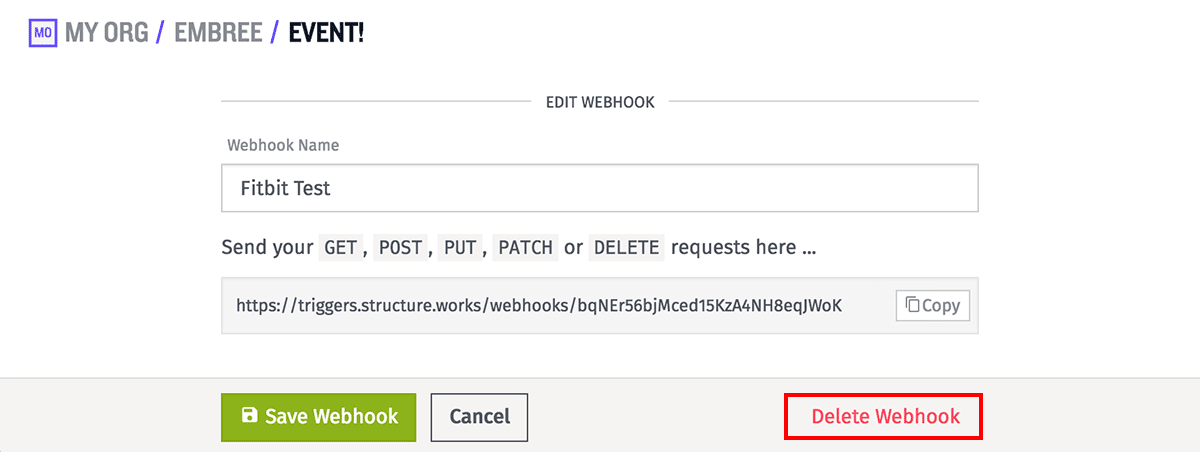 MO MY ORG / EMBREE / EVENT!
EDIT WEBHOOK
Webhook Name
Fitbit Test
Send your GET, POST, PUT, PATCH or DELETE requests here ...
https://triggers.structure.works/webhooks/bqNEr56bjMced15KzA4NH8eqJWoK Copy
Save Webhook Cancel Delete Webhook